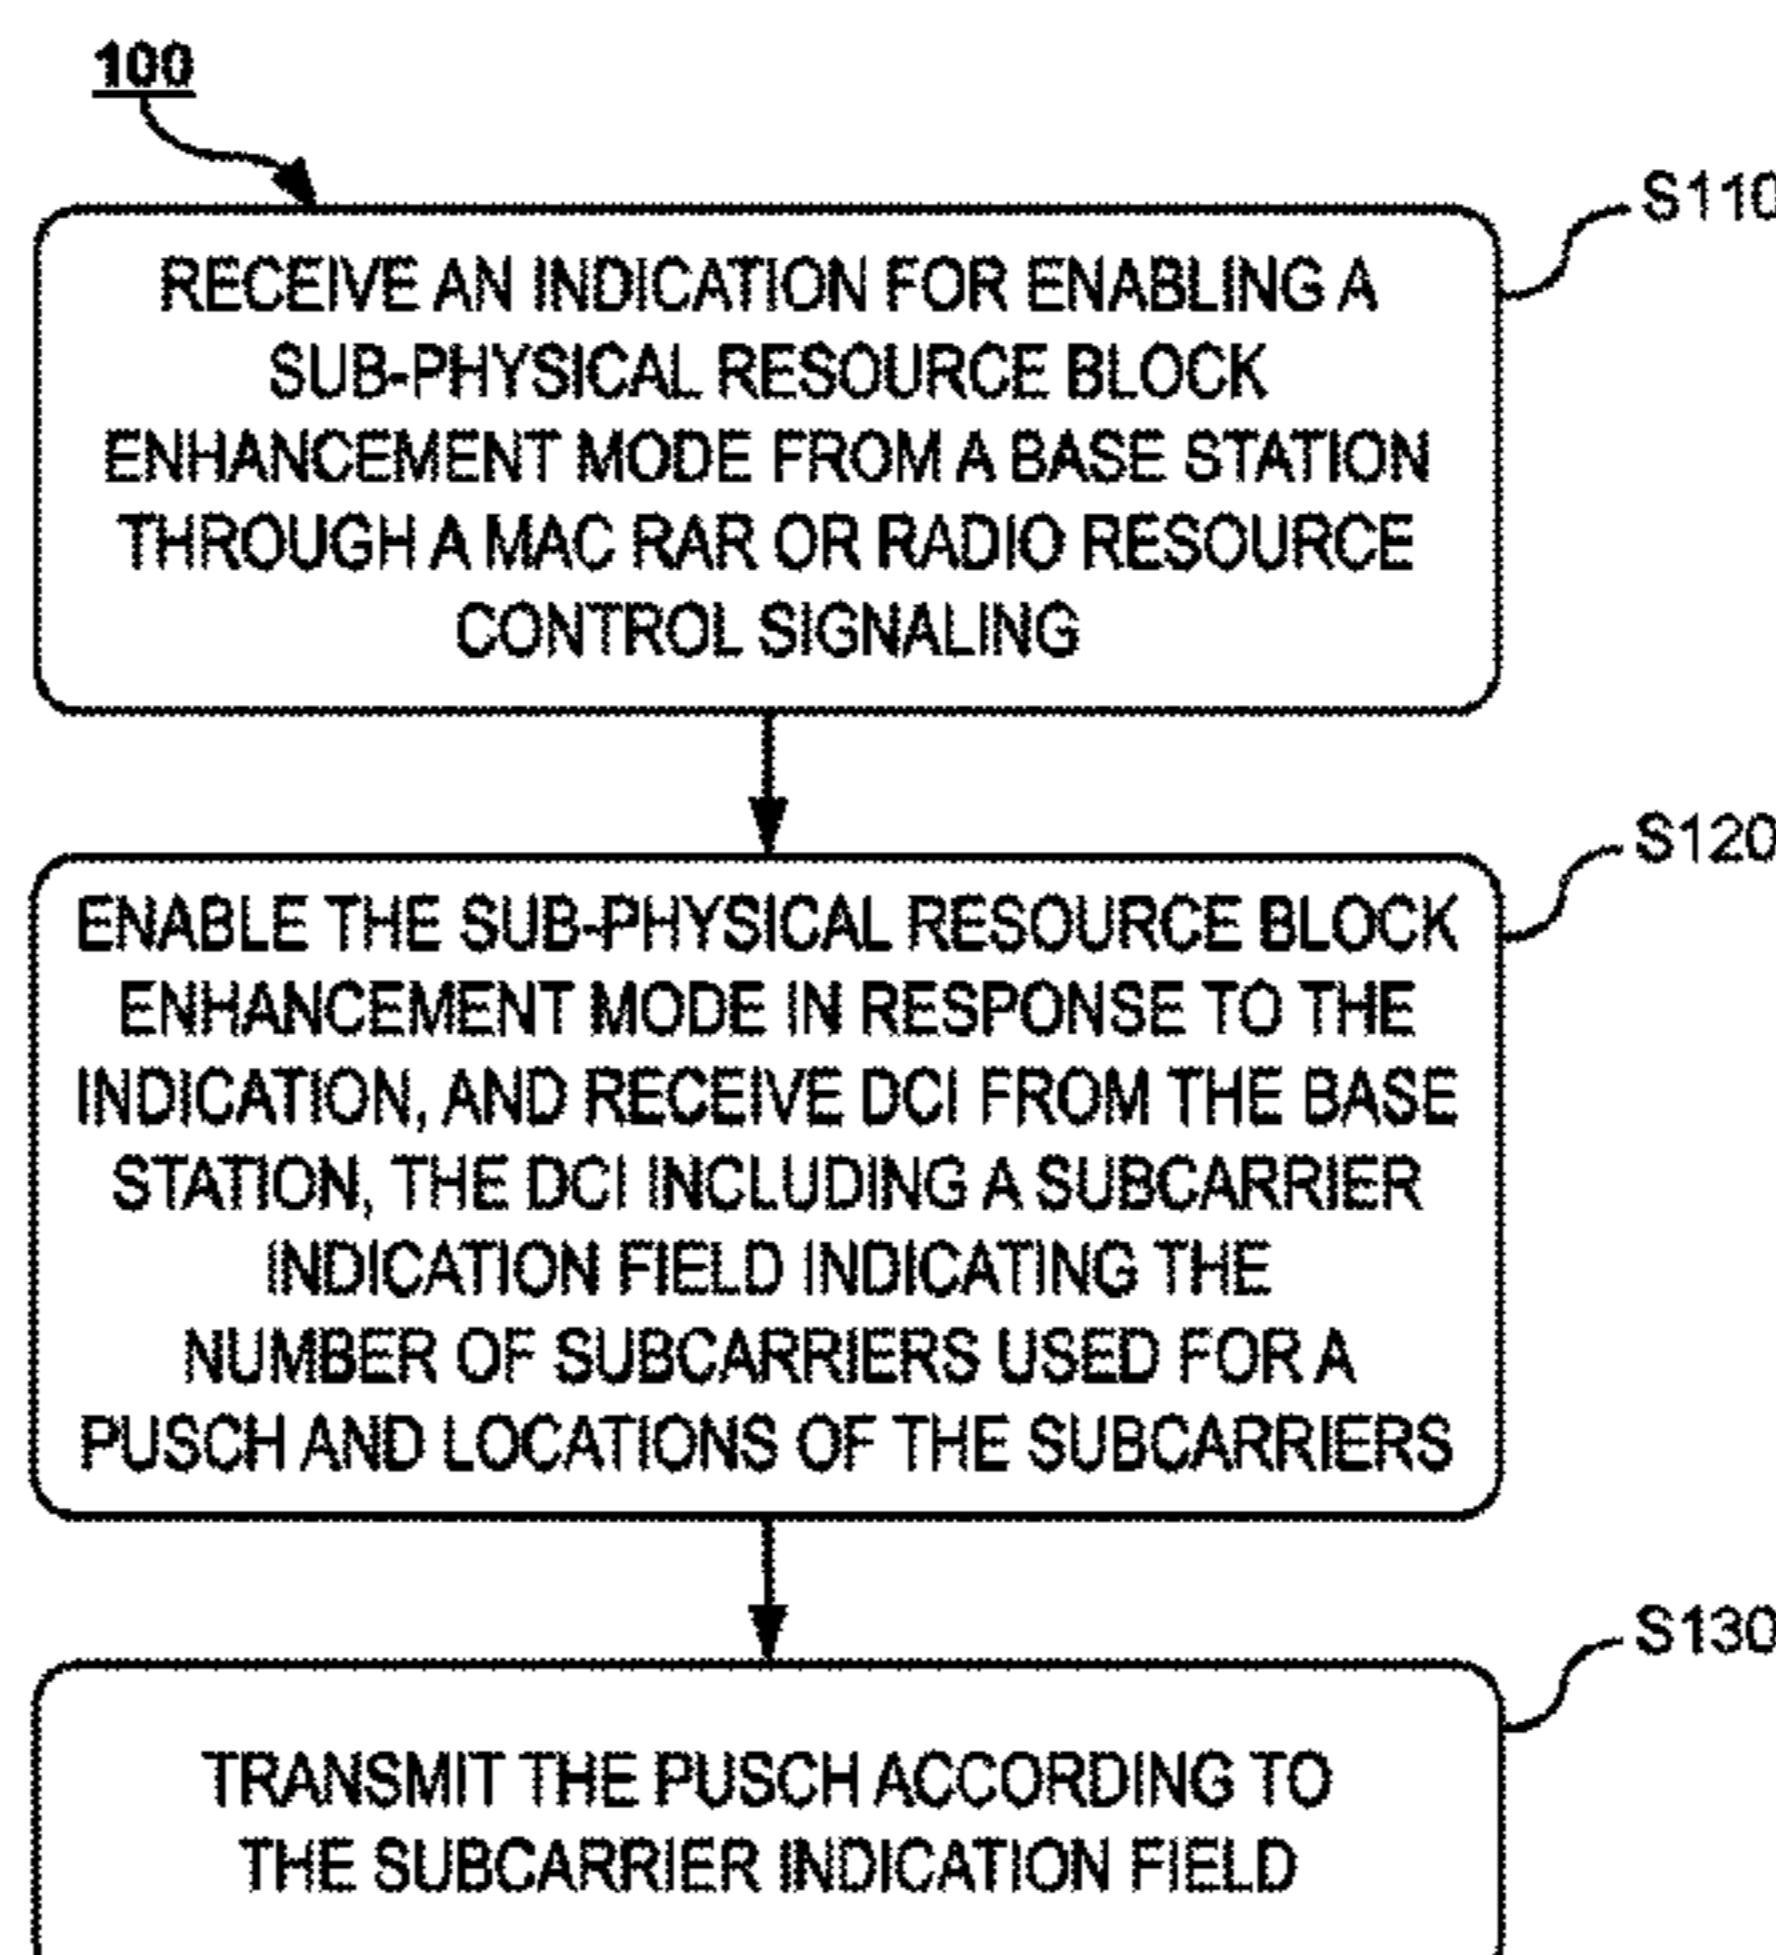 100
S110
RECEIVE AN INDICATION FOR ENABLING A
SUB-PHYSICAL RESOURCE BLOCK
ENHANCEMENT MODE FROM A BASE STATION
THROUGH A MAC RAR OR RADIO RESOURCE
CONTROL SIGNALING
S120
ENABLE THE SUB-PHYSICAL RESOURCE BLOCK
ENHANCEMENT MODE IN RESPONSE TO THE
INDICATION, AND RECEIVE DCI FROM THE BASE
STATION, THE DCI INCLUDING A SUBCARRIER
INDICATION FIELD INDICATING THE
NUMBER OF SUBCARRIERS USED FOR A
PUSCH AND LOCATIONS OF THE SUBCARRIERS
S130
TRANSMIT THE PUSCH ACCORDING TO
THE SUBCARRIER INDICATION FIELD